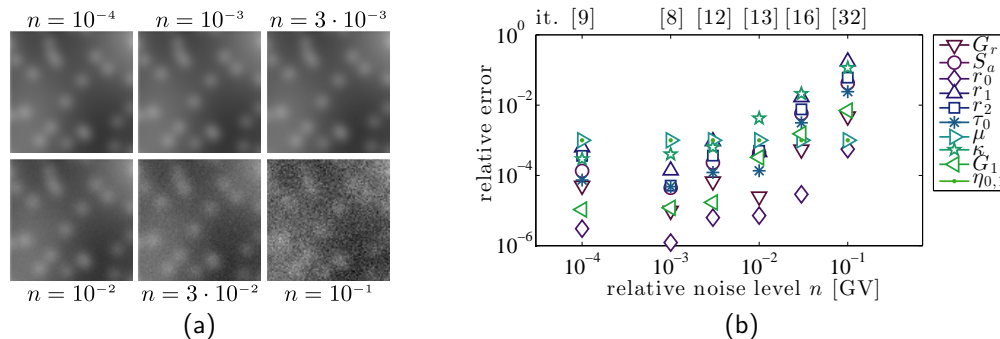 n = 10⁻⁴ n = 10⁻³ n = 3 · 10⁻³
n = 10⁻² n = 3 · 10⁻² n = 10⁻¹
(a)
it. [9] [8] [12] [13] [16] [32]
10⁰
10⁻²
10⁻⁴
10⁻⁶
relative error
10⁻⁴ 10⁻³ 10⁻² 10⁻¹
relative noise level n [GV]
G_r
S_a
r_0
r_1
r_2
τ_0
μ
κ
G_1
η_0,
(b)